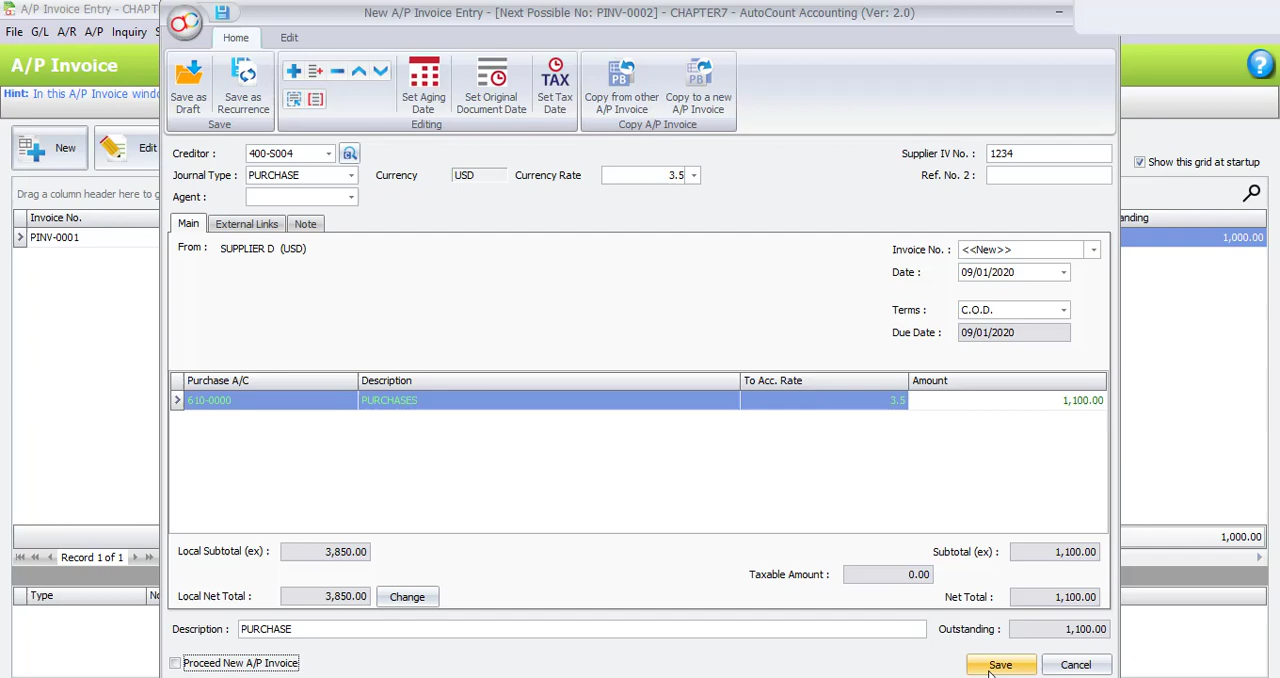 A/P Invoice Entry - CHAPT
New A/P Invoice Entry - [Next Possible No: PINV-0002] - CHAPTER7 - AutoCount Accounting (Ver: 2.0)
File G/L A/R A/P Inquiry S
Home Edit
A/P Invoice
Hint: In this A/P Invoice windo
Save as Draft
Save as Recurrence
Set Aging Date
Set Original Document Date
Set Tax Date
TAX
PB
PB
Copy from other A/P Invoice
Copy to a new A/P Invoice
Save
Editing
Copy A/P Invoice
New Edit
Show this grid at startup
Creditor : 400-S004
Supplier IV No. : 1234
Journal Type : PURCHASE Currency USD Currency Rate 3.5
Ref. No. 2 :
Agent :
Drag a column header here to g
Invoice No.
anding
PINV-0001
1,000.00
Main External Links Note
From : SUPPLIER D (USD)
Invoice No. : <<New>>
Date : 09/01/2020
Terms : C.O.D.
Due Date : 09/01/2020
Purchase A/C Description To Acc. Rate Amount
610-0000 PURCHASES 3.5 1,100.00
1,000.00
Record 1 of 1
Local Subtotal (ex) : 3,850.00
Subtotal (ex) : 1,100.00
Taxable Amount : 0.00
Type No
Local Net Total : 3,850.00 Change
Net Total : 1,100.00
Description : PURCHASE
Outstanding : 1,100.00
Proceed New A/P Invoice
Save Cancel